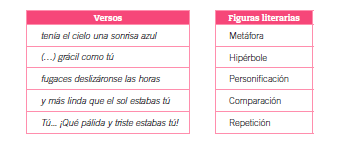 Versos
tenía el cielo una sonrisa azul
(…) grácil como tú
fugaces deslizáronse las horas
y más linda que el sol estabas tú
Tú... ¡Qué pálida y triste estabas tú!
Figuras literarias
Metáfora
Hipérbole
Personificación
Comparación
Repetición